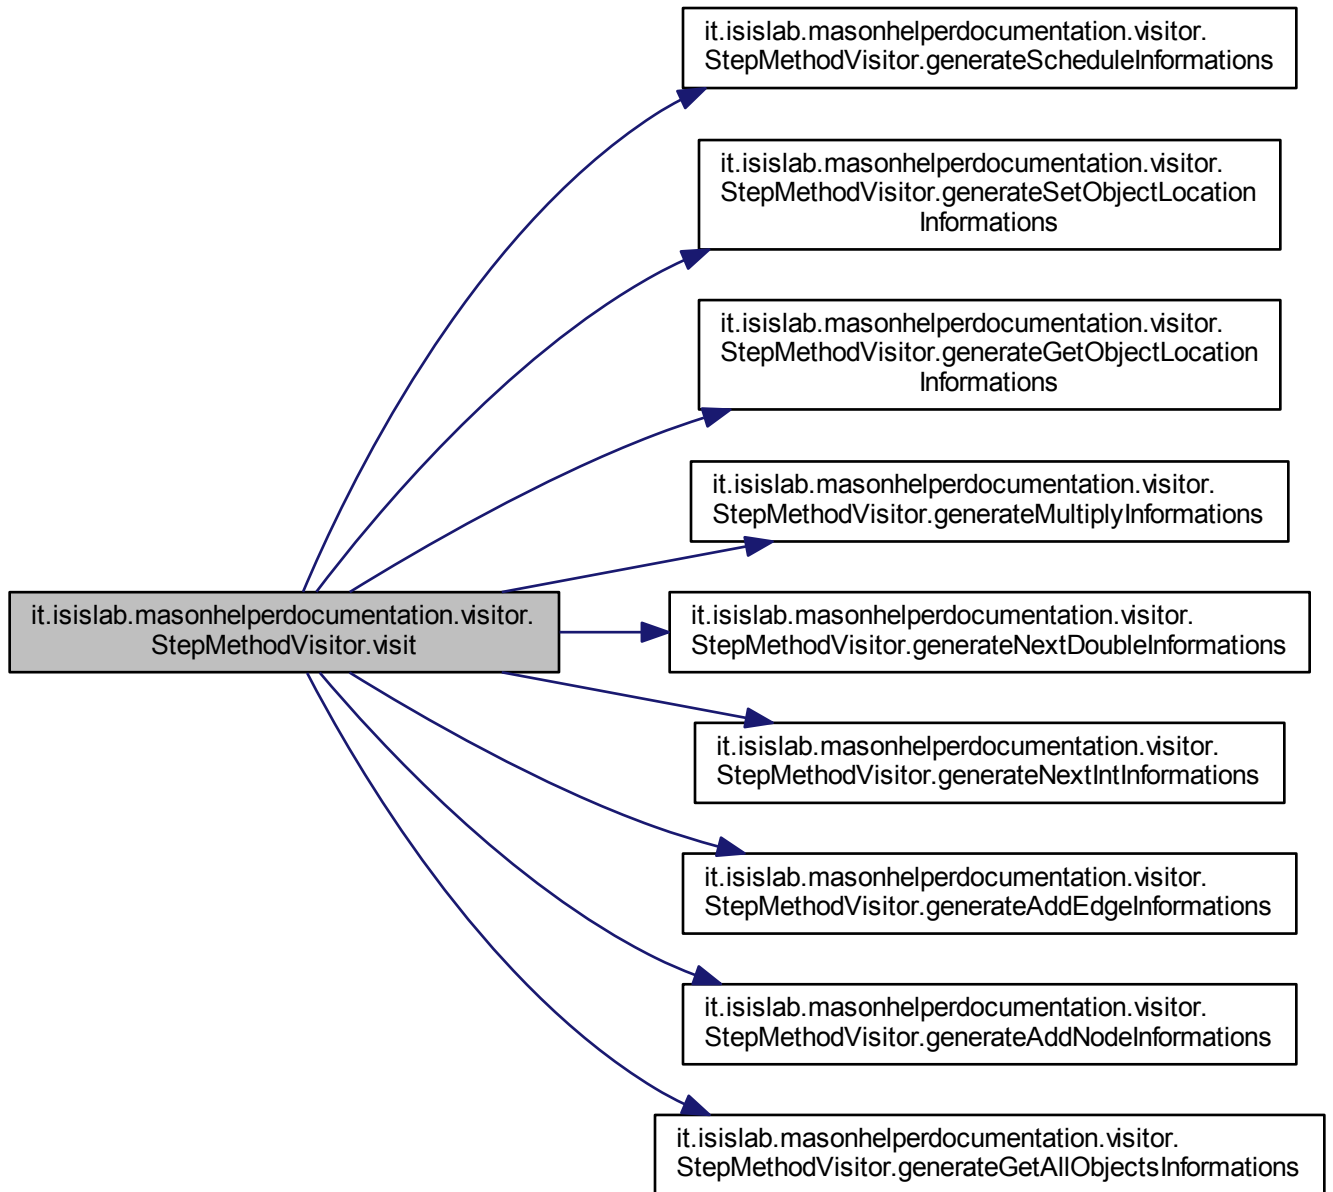 it.isislab.masonhelperdocumentation.visitor.
StepMethodVisitor.generateScheduleInformations
it.isislab.masonhelperdocumentation.visitor.
StepMethodVisitor.generateSetObjectLocation
Informations
it.isislab.masonhelperdocumentation.visitor.
StepMethodVisitor.generateGetObjectLocation
Informations
it.isislab.masonhelperdocumentation.visitor.
StepMethodVisitor.generateMultiplyInformations
it.isislab.masonhelperdocumentation.visitor.
StepMethodVisitor.visit
it.isislab.masonhelperdocumentation.visitor.
StepMethodVisitor.generateNextDoubleInformations
it.isislab.masonhelperdocumentation.visitor.
StepMethodVisitor.generateNextIntInformations
it.isislab.masonhelperdocumentation.visitor.
StepMethodVisitor.generateAddEdgeInformations
it.isislab.masonhelperdocumentation.visitor.
StepMethodVisitor.generateAddNodeInformations
it.isislab.masonhelperdocumentation.visitor.
StepMethodVisitor.generateGetAllObjectsInformations